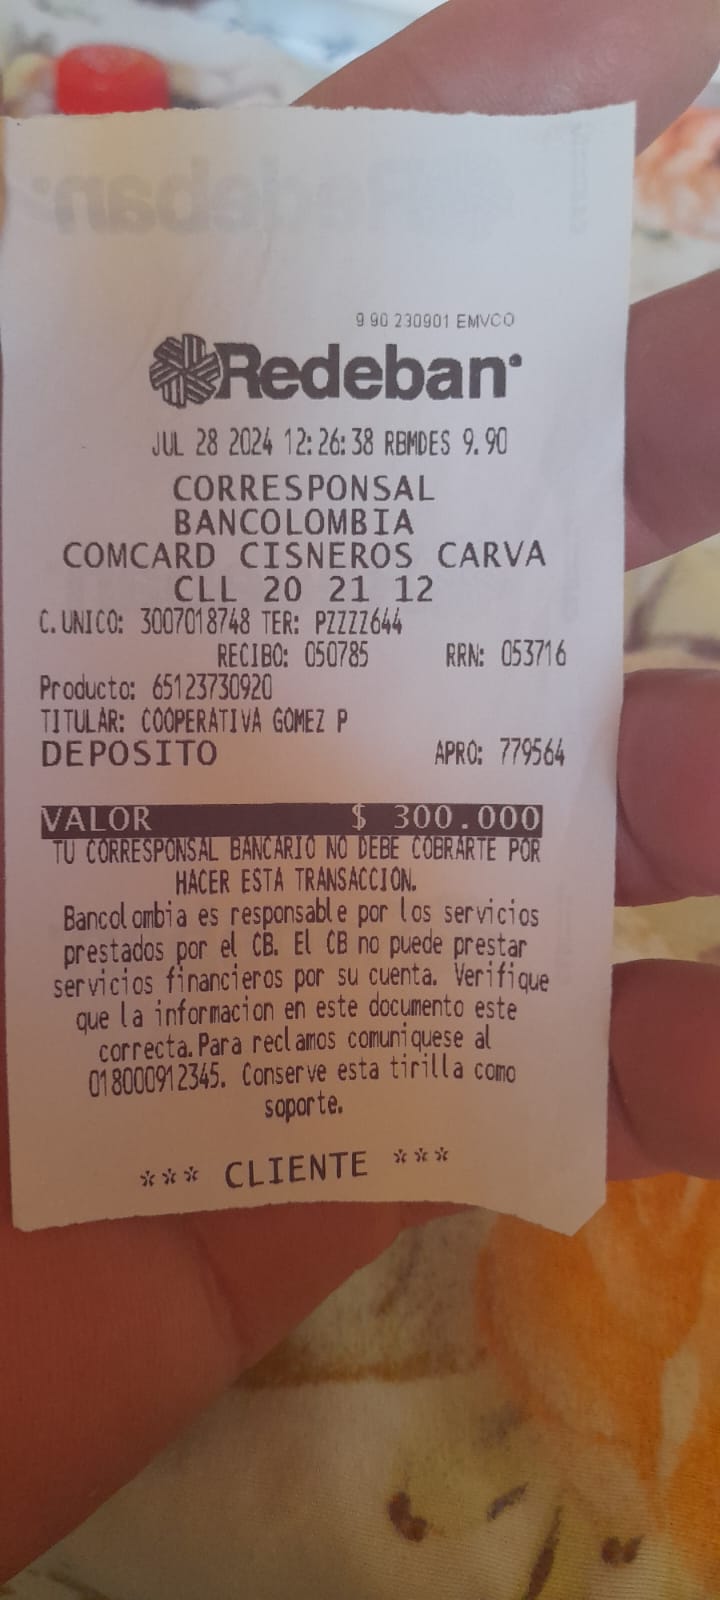 9 90 230901 EMVCO
Redeban
JUL 28 2024 12:26:38 RBMDES 9.90
CORRESPONSAL
BANCOLOMBIA
COMCARD CISNEROS CARVA
CLL 20 21 12
C.UNICO: 3007018748 TER: PZZZZ644
RECIBO: 050785 RRN: 053716
Producto: 65123730920
TITULAR: COOPERATIVA GOMEZ P
DEPOSITO APRO: 779564
VALOR $ 300.000
TU CORRESPONSAL BANCARIO NO DEBE COBRARTE POR
HACER ESTA TRANSACCION.
Bancolombia es responsable por los servicios
prestados por el CB. El CB no puede prestar
servicios financieros por su cuenta. Verifique
que la informacion en este documento este
correcta.Para reclamos comuniquese al
018000912345. Conserve esta tirilla como
soporte.
*** CLIENTE ***